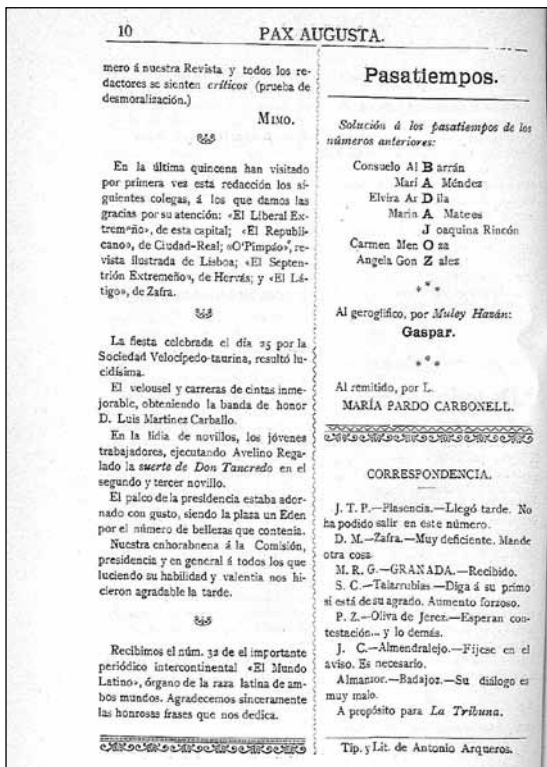 10
PAX AUGUSTA.
mero á nuestra Revista y todos los re-
dactores se sienten críticos (prueba de
desmoralización.)
MIMO.
En la última quincena han visitado
por primera vez esta redacción los si-
guientes colegas, á los que damos las
gracias por su atención: «El Liberal Ex-
tremeño», de esta capital; «El Republi-
cano», de Ciudad-Real; «O'Pimpão», re-
vista ilustrada de Lisboa; «El Septen-
trión Extremeño», de Hervás; y «El Lá-
tigo», de Zafra.
La fiesta celebrada el día 25 por la
Sociedad Velocípedo-taurina, resultó lu-
cidísima.
El velousel y carreras de cintas inme-
jorable, obteniendo la banda de honor
D. Luis Martinez Carballo.
En la lidia de novillos, los jóvenes
trabajadores, ejecutando Avelino Rega-
lado la suerte de Don Tancredo en el
segundo y tercer novillo.
El palco de la presidencia estaba ador-
nado con gusto, siendo la plaza un Eden
por el número de bellezas que contenía.
Nuestra enhorabnena á la Comisión,
presidencia y en general á todos los que
luciendo su habilidad y valentia nos hi-
cieron agradable la tarde.
Recibimos el núm. 32 de el importante
periódico intercontinental «El Mundo
Latino», órgano de la raza latina de am-
bos mundos. Agradecemos sinceramente
las honrosas frases que nos dedica.
Pasatiempos.
Solución á los pasatiempos de los
números anteriores:
Consuelo Al B arrán
Mari A Méndez
Elvira Ar D ila
Maria A Mateos
J oaquina Rincón
Carmen Men O za
Angela Gon Z alez
Al geroglífico, por Muley Hazán:
Gaspar.
Al remitido, por L.
MARÍA PARDO CARBONELL.
CORRESPONDENCIA.
J. T. P.—Plasencia.—Llegó tarde. No
ha podido salir en este número.
D. M.—Zafra.—Muy deficiente. Mande
otra cosa
M. R. G.—GRANADA.—Recibido.
S. C.—Talarrubias.—Diga á su primo
si está de su agrado. Aumento forzoso.
P. Z.—Oliva de Jerez.—Esperan con-
testación... y lo demás.
J. C.—Almendralejo.—Fíjese en el
aviso. Es necesario.
Almanzor.—Badajoz.—Su diálogo es
muy malo.
A propósito para La Tribuna.
Tip. y Lit. de Antonio Arqueros.